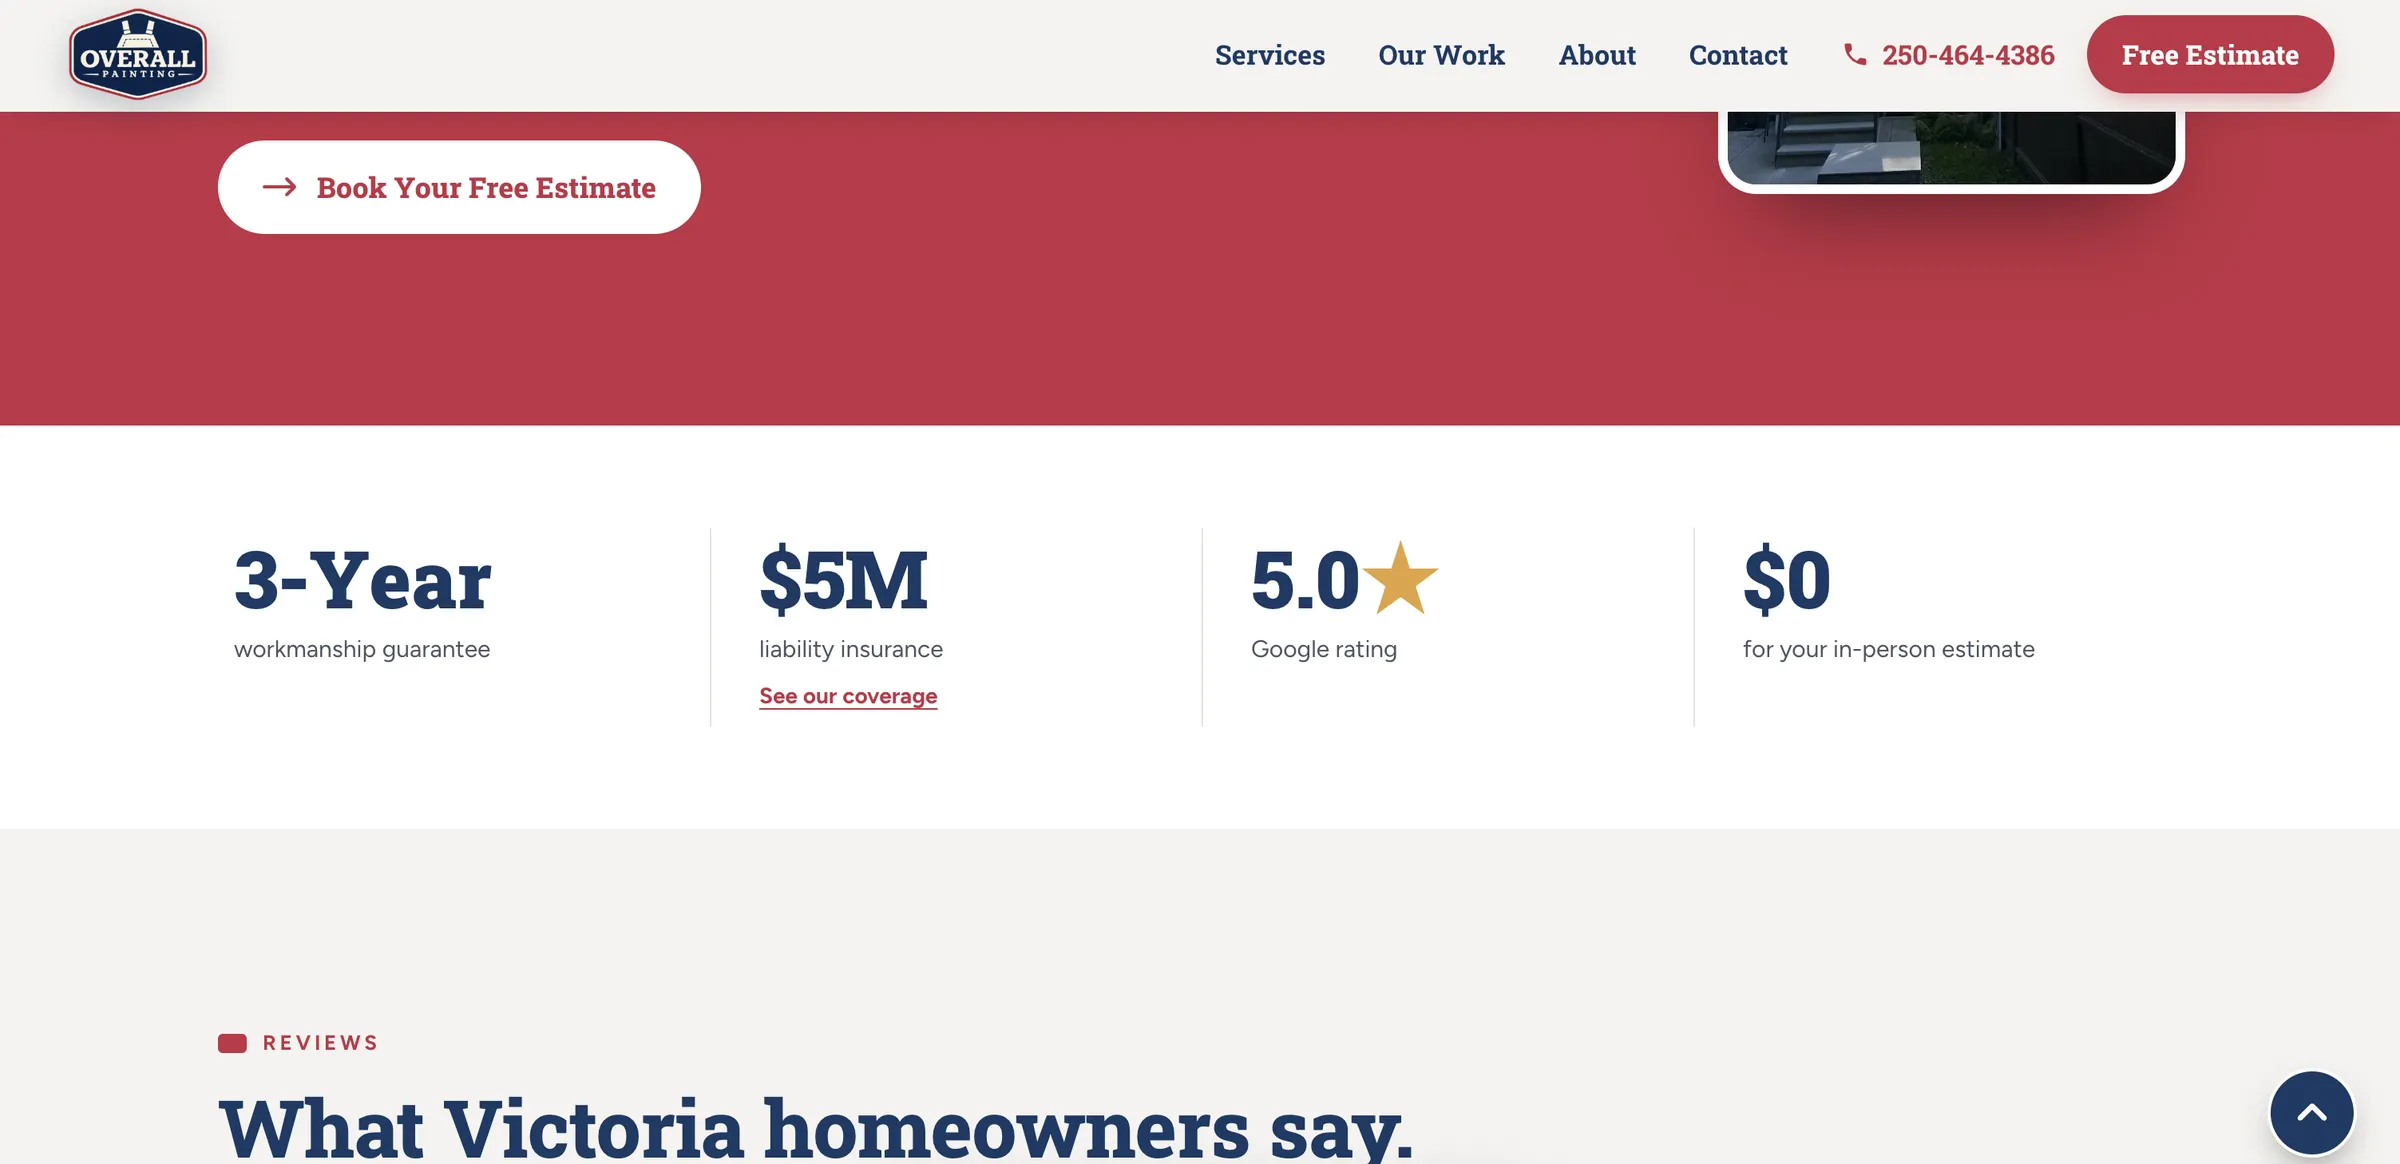 OVERALL
PAINTING
Services
Our Work
About
Contact
250-464-4386
Free Estimate
Book Your Free Estimate
3-Year
workmanship guarantee
$5M
liability insurance
See our coverage
5.0★
Google rating
$0
for your in-person estimate
REVIEWS
What Victoria homeowners say.